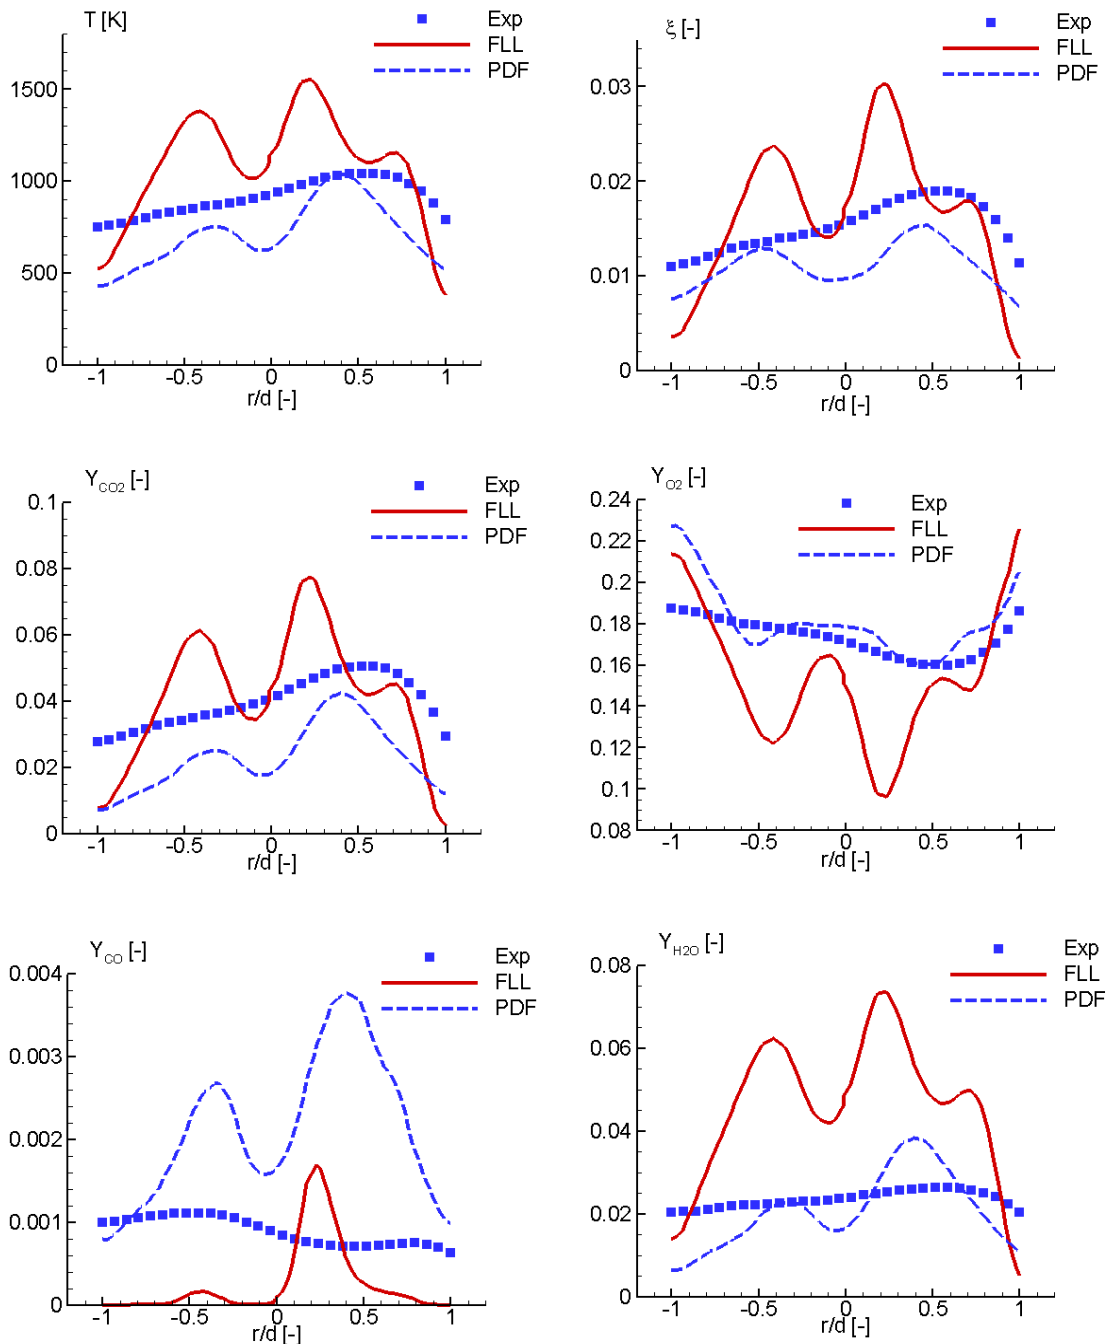 T [K]
Exp
FLL
PDF
1500
1000
500
0
-1
-0.5
0
0.5
1
r/d [-]
ξ [-]
Exp
FLL
PDF
0.03
0.02
0.01
0
-1
-0.5
0
0.5
1
r/d [-]
Y_CO2 [-]
Exp
FLL
PDF
0.1
0.08
0.06
0.04
0.02
0
-1
-0.5
0
0.5
1
r/d [-]
Y_O2 [-]
Exp
FLL
PDF
0.24
0.22
0.2
0.18
0.16
0.14
0.12
0.1
0.08
-1
-0.5
0
0.5
1
r/d [-]
Y_CO [-]
Exp
FLL
PDF
0.004
0.003
0.002
0.001
0
-1
-0.5
0
0.5
1
r/d [-]
Y_H2O [-]
Exp
FLL
PDF
0.08
0.06
0.04
0.02
0
-1
-0.5
0
0.5
1
r/d [-]